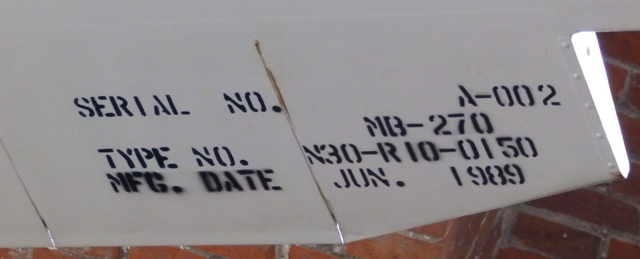 SERIAL NO. A-002
MB-270
TYPE NO. N30-R10-0150
MFG. DATE JUN. 1989